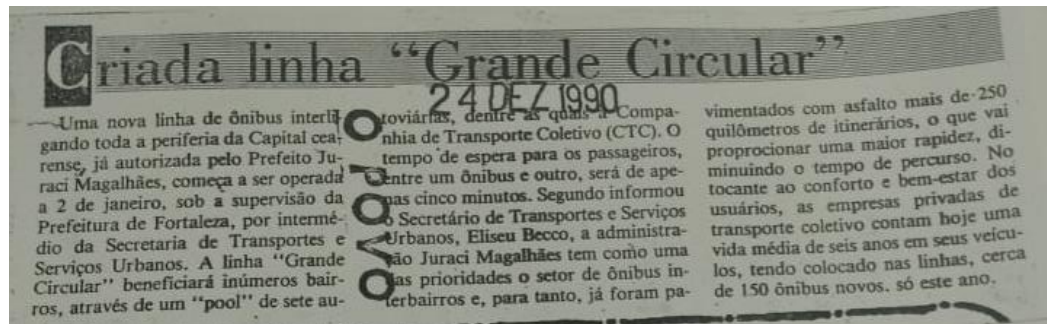 Criada linha “Grande Circular”
24 DEZ 1990
O POVO
Uma nova linha de ônibus interli-
gando toda a periferia da Capital cea-
rense, já autorizada pelo Prefeito Ju-
raci Magalhães, começa a ser operada
a 2 de janeiro, sob a supervisão da
Prefeitura de Fortaleza, por intermé-
dio da Secretaria de Transportes e
Serviços Urbanos. A linha “Grande
Circular” beneficiará inúmeros bair-
ros, através de um “pool” de sete au-
toviárias, dentre as quais a Compa-
nhia de Transporte Coletivo (CTC). O
tempo de espera para os passageiros,
entre um ônibus e outro, será de ape-
nas cinco minutos. Segundo informou
o Secretário de Transportes e Serviços
Urbanos, Eliseu Becco, a administra-
ção Juraci Magalhães tem como uma
das prioridades o setor de ônibus in-
terbairros e, para tanto, já foram pa-
vimentados com asfalto mais de 250
quilômetros de itinerários, o que vai
proprocionar uma maior rapidez, di-
minuindo o tempo de percurso. No
tocante ao conforto e bem-estar dos
usuários, as empresas privadas de
transporte coletivo contam hoje uma
vida média de seis anos em seus veícu-
los, tendo colocado nas linhas, cerca
de 150 ônibus novos. só este ano.